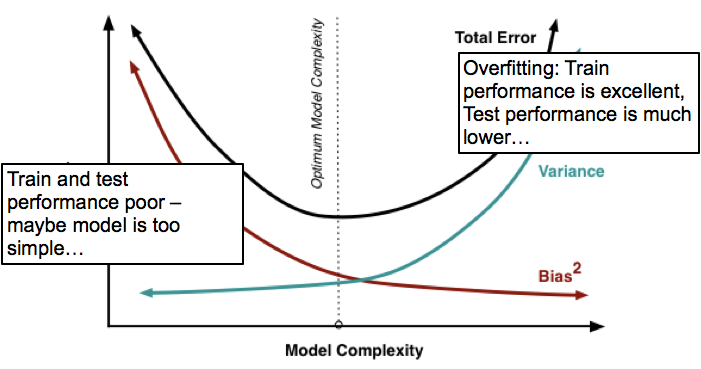 Optimum Model Complexity
Total Error
Overfitting: Train
performance is excellent,
Test performance is much
lower…
Variance
Train and test
performance poor –
maybe model is too
simple…
Bias²
Model Complexity